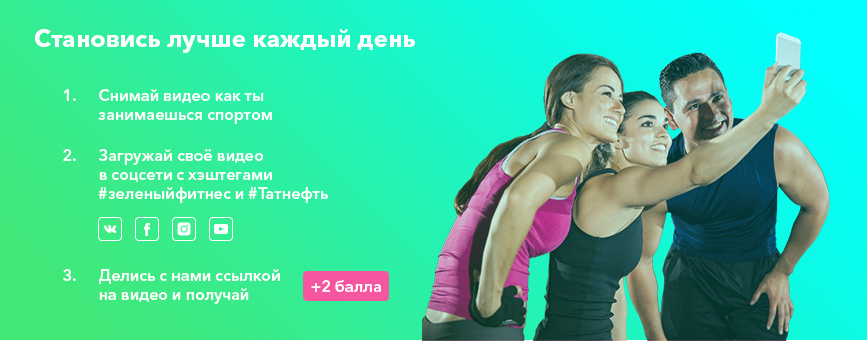 Становись лучше каждый день
1. Снимай видео как ты
занимаешься спортом
2. Загружай своё видео
в соцсети с хэштегами
#зеленыйфитнес и #Татнефть
3. Делись с нами ссылкой
на видео и получай
+2 балла